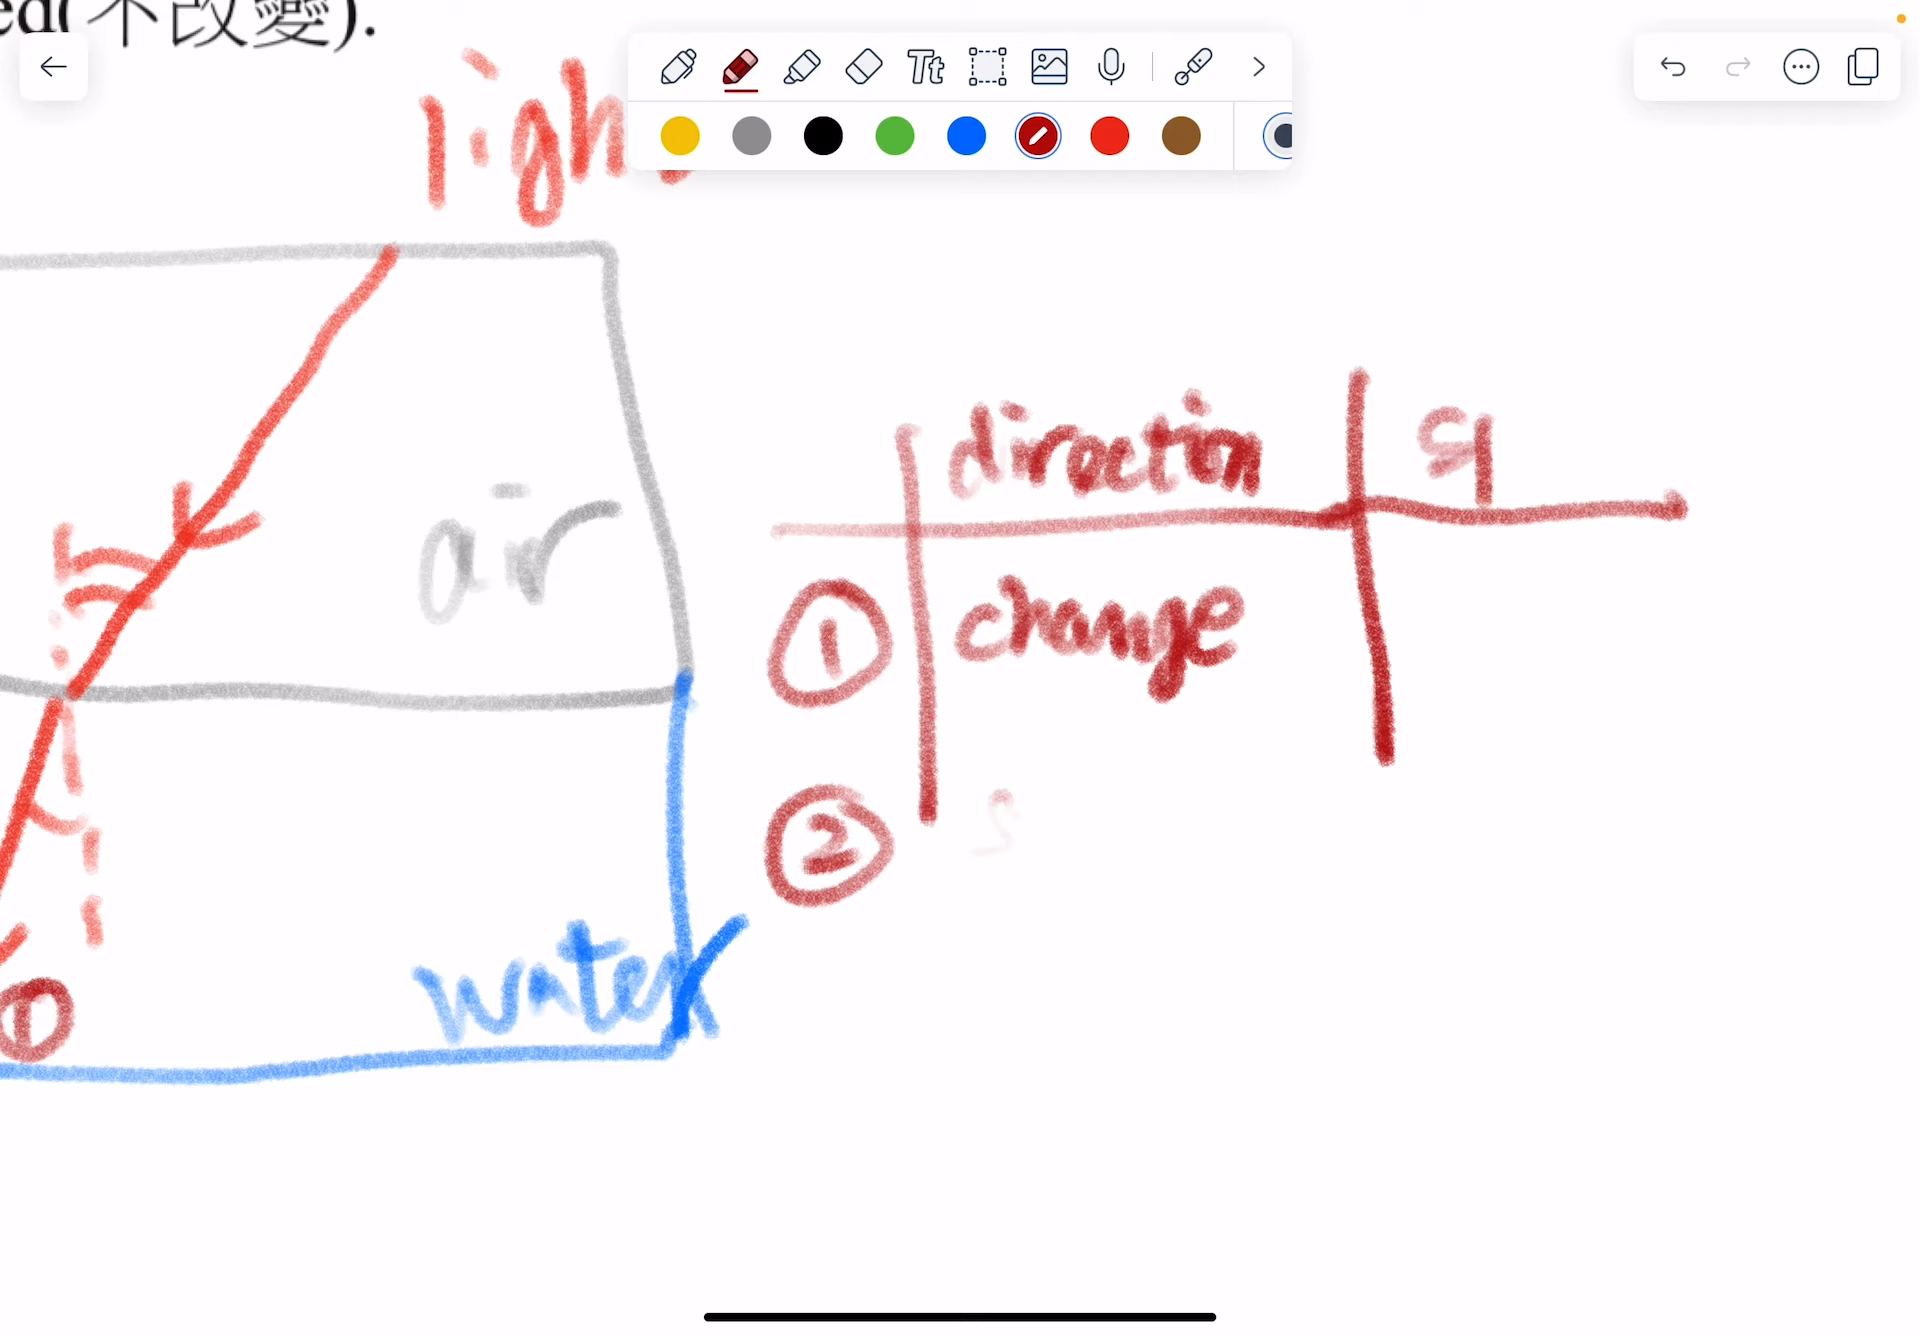 ed(不改變).
light
direction
air
① change
②
water
①